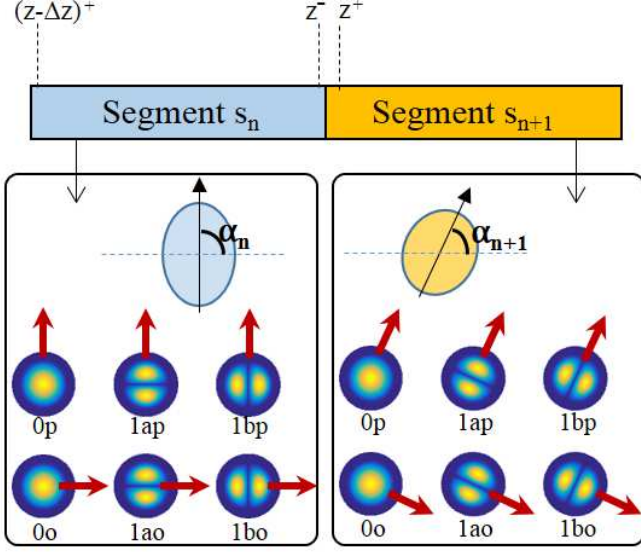 (z-Δz)⁺ z⁻ z⁺
Segment sₙ Segment sₙ₊₁
αₙ αₙ₊₁
0p 1ap 1bp 0p 1ap 1bp
0o 1ao 1bo 0o 1ao 1bo